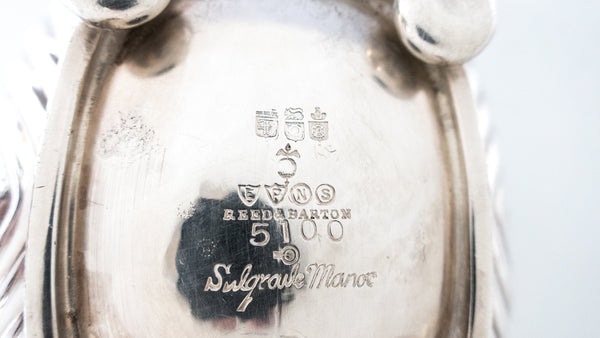 EPNS
REED & BARTON
5100
Sulgrave Manor